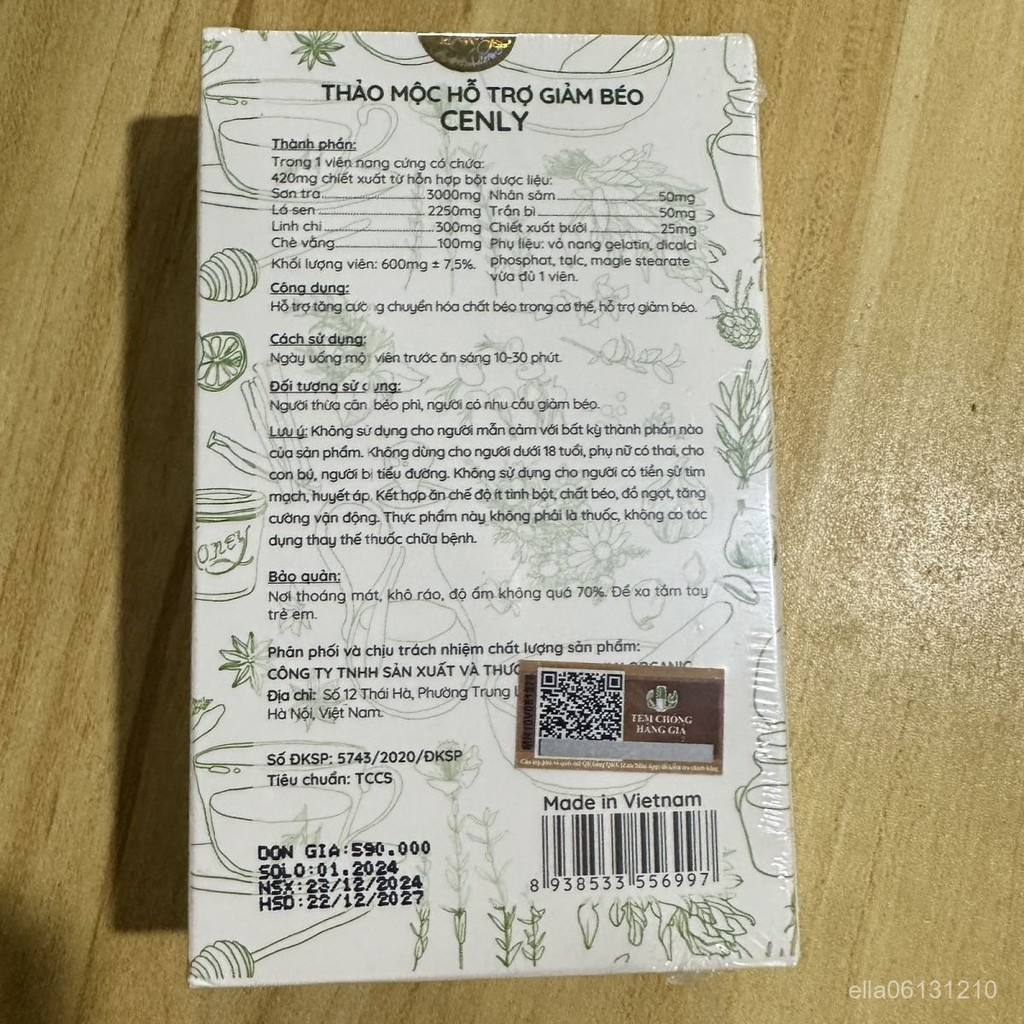 THẢO MỘC HỖ TRỢ GIẢM BÉO
CENLY
Thành phần:
Trong 1 viên nang cứng có chứa:
420mg chiết xuất từ hỗn hợp bột dược liệu:
Sơn tra 3000mg
Lá sen 2250mg
Linh chi 300mg
Chè vằng 100mg
Khối lượng viên: 600mg ± 7,5%.
Nhân sâm 50mg
Trần bì 50mg
Chiết xuất bưởi 25mg
Phụ liệu: vỏ nang gelatin, dicalci
phosphat, talc, magie stearate
vừa đủ 1 viên.
Công dụng:
Hỗ trợ tăng cường chuyển hóa chất béo trong cơ thể, hỗ trợ giảm béo.
Cách sử dụng:
Ngày uống một viên trước ăn sáng 10-30 phút.
Đối tượng sử dụng:
Người thừa cân béo phì, người có nhu cầu giảm béo.
Lưu ý: Không sử dụng cho người mẫn cảm với bất kỳ thành phần nào
của sản phẩm. Không dùng cho người dưới 18 tuổi, phụ nữ có thai, cho
con bú, người bị tiểu đường. Không sử dụng cho người có tiền sử tim
mạch, huyết áp. Kết hợp ăn chế độ ít tinh bột, chất béo, đồ ngọt, tăng
cường vận động. Thực phẩm này không phải là thuốc, không có tác
dụng thay thế thuốc chữa bệnh.
Bảo quản:
Nơi thoáng mát, khô ráo, độ ẩm không quá 70%. Để xa tầm tay
trẻ em.
Phân phối và chịu trách nhiệm chất lượng sản phẩm:
CÔNG TY TNHH SẢN XUẤT VÀ ORGANIC
Địa chỉ: Số 12 Thái Hà, Phường Trung
Hà Nội, Việt Nam.
TEM CHỐNG
HÀNG GIẢ
Số ĐKSP: 5743/2020/ĐKSP
Tiêu chuẩn: TCCS
Made in Vietnam
8 938533 556997
DON GIA:590.000
SOLO:01.2024
NSX:23/12/2024
HSD:22/12/2027
ella06131210